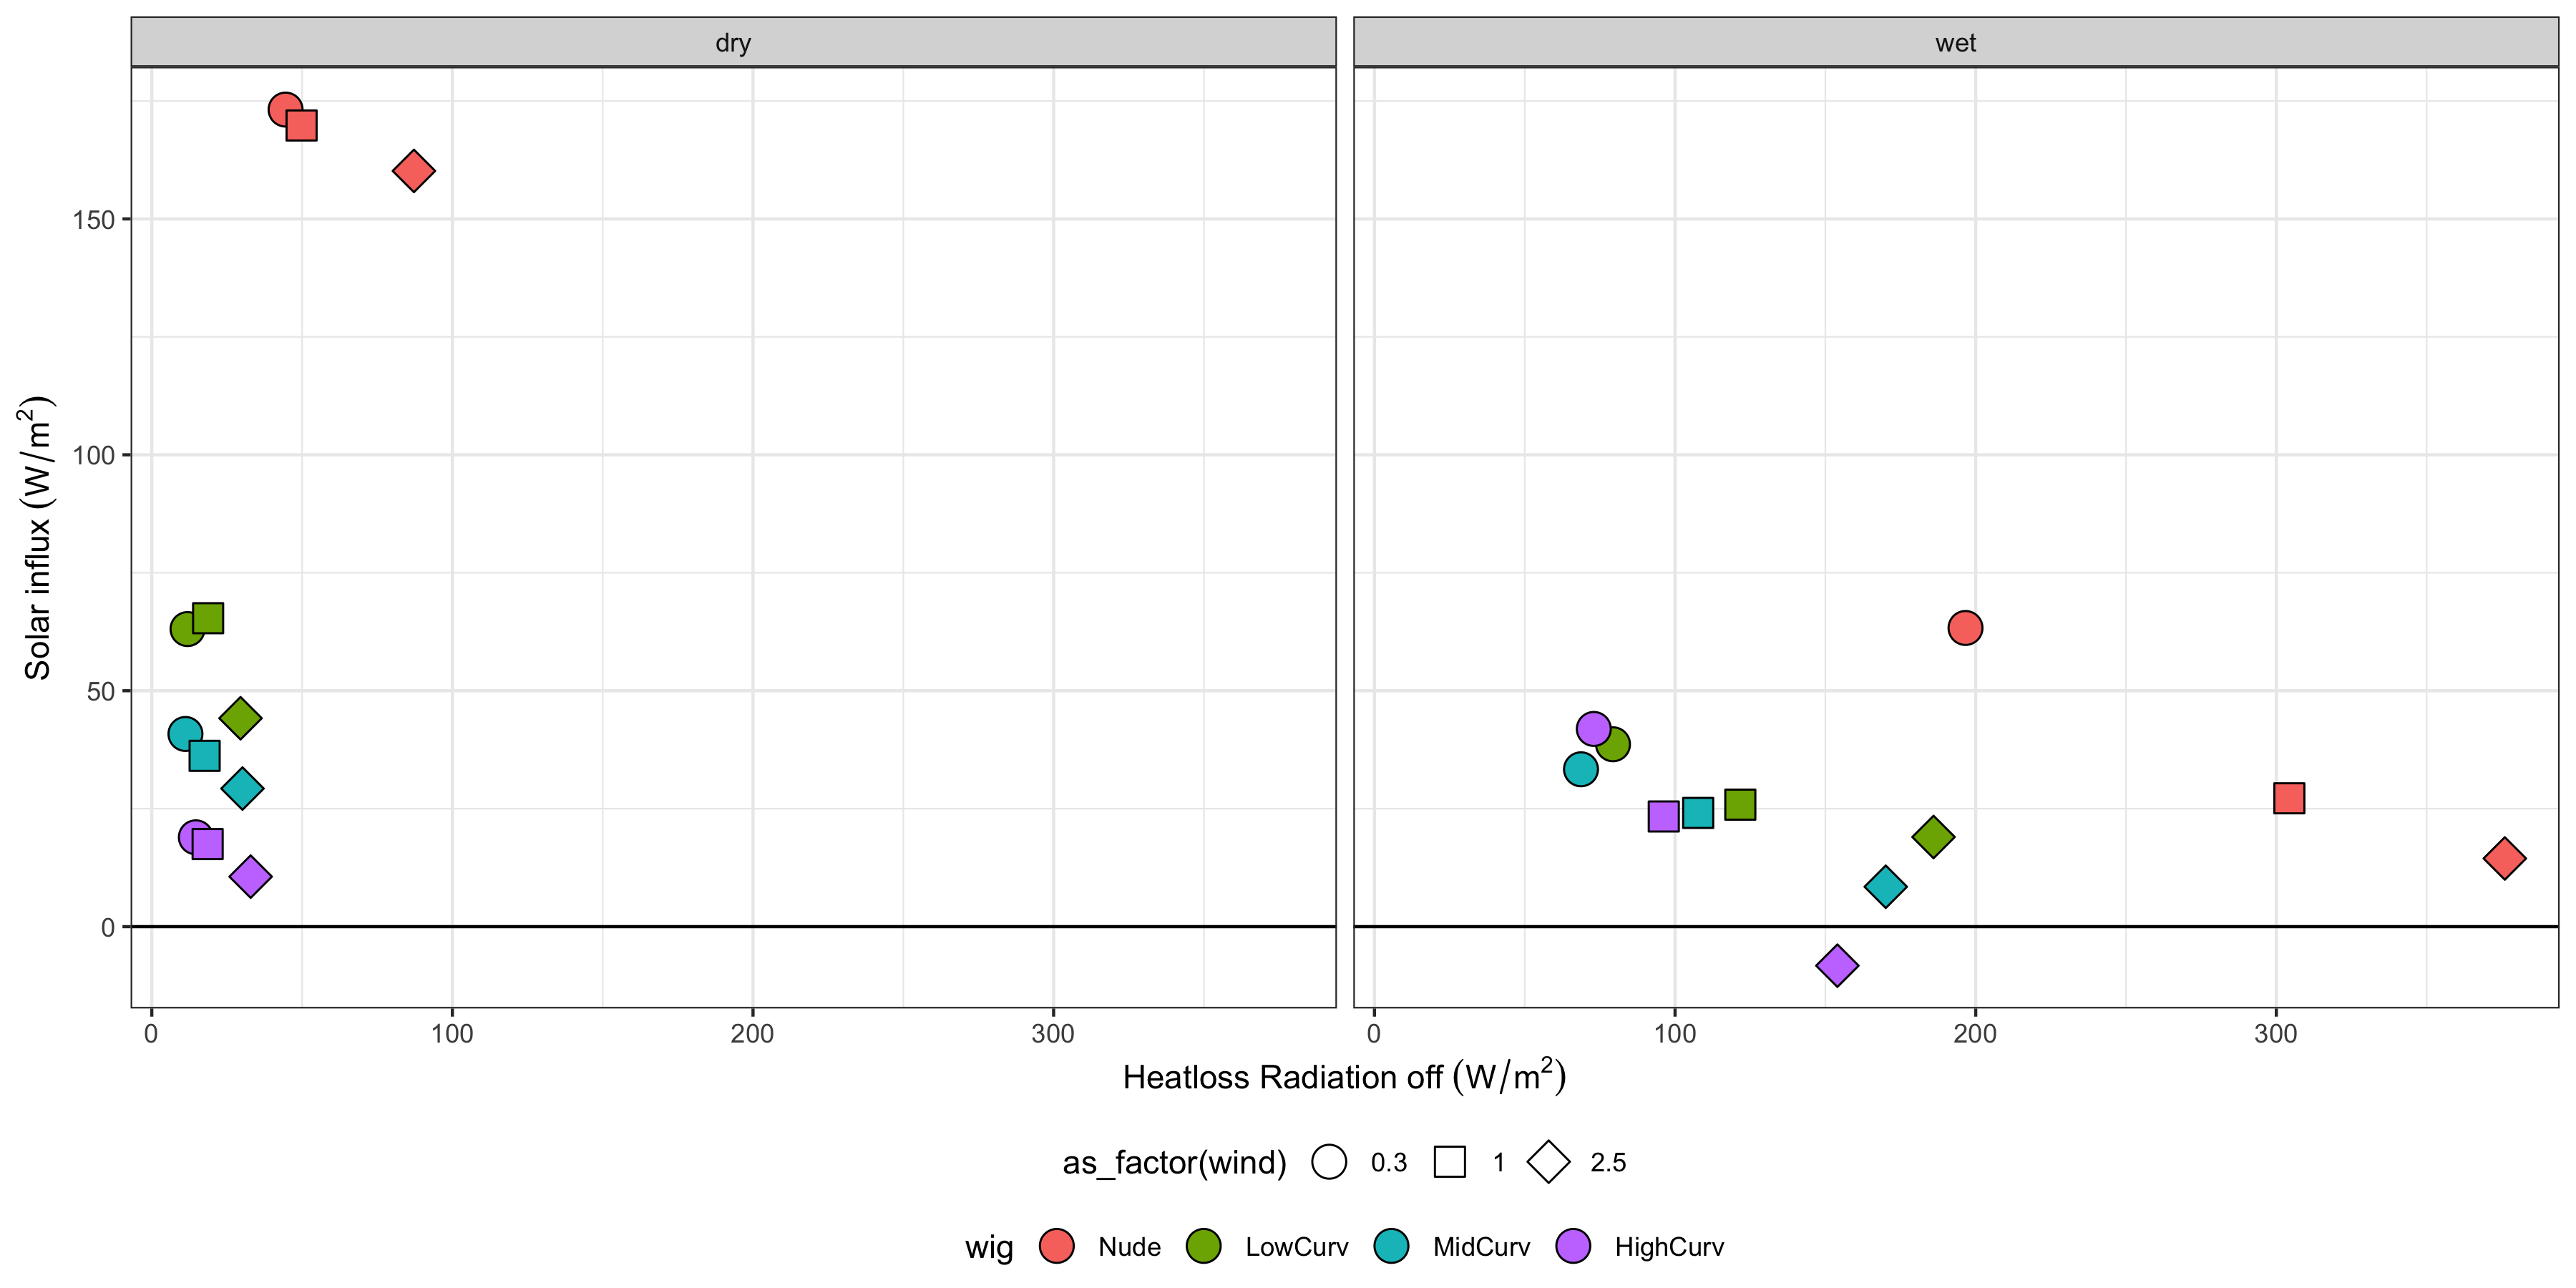 dry
wet
Solar influx (W/m²)
150
100
50
0
0 100 200 300
0 100 200 300
Heatloss Radiation off (W/m²)
as_factor(wind) 0.3 1 2.5
wig Nude LowCurv MidCurv HighCurv